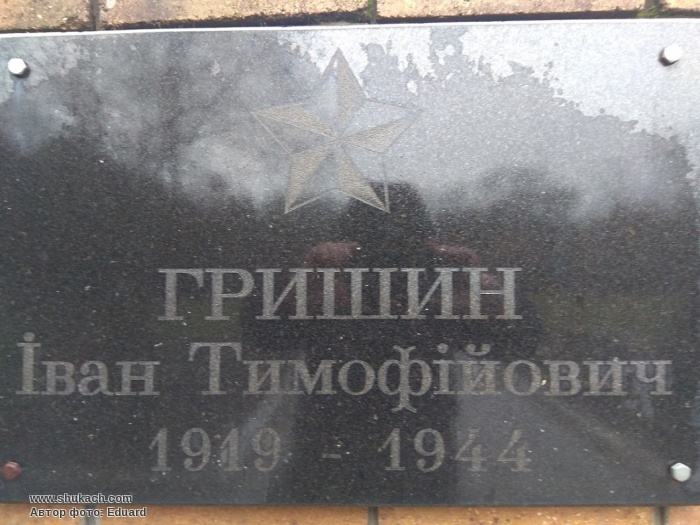 ГРИШИН
Іван Тимофійович
1919 - 1944
www.shukach.com
Автор фото: Eduard